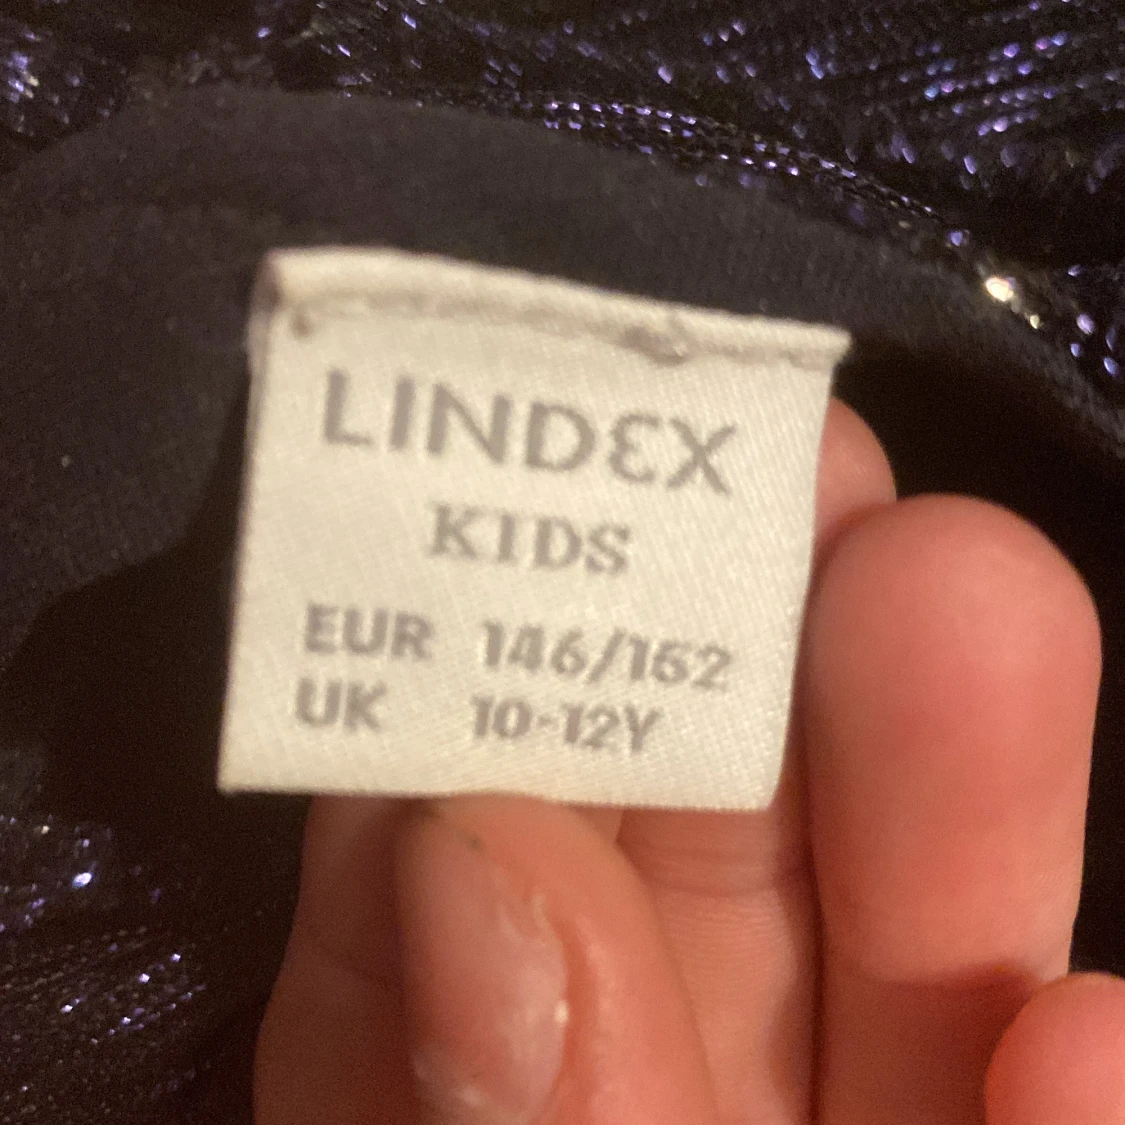 LINDEX
KIDS
EUR 146/152
UK 10-12Y